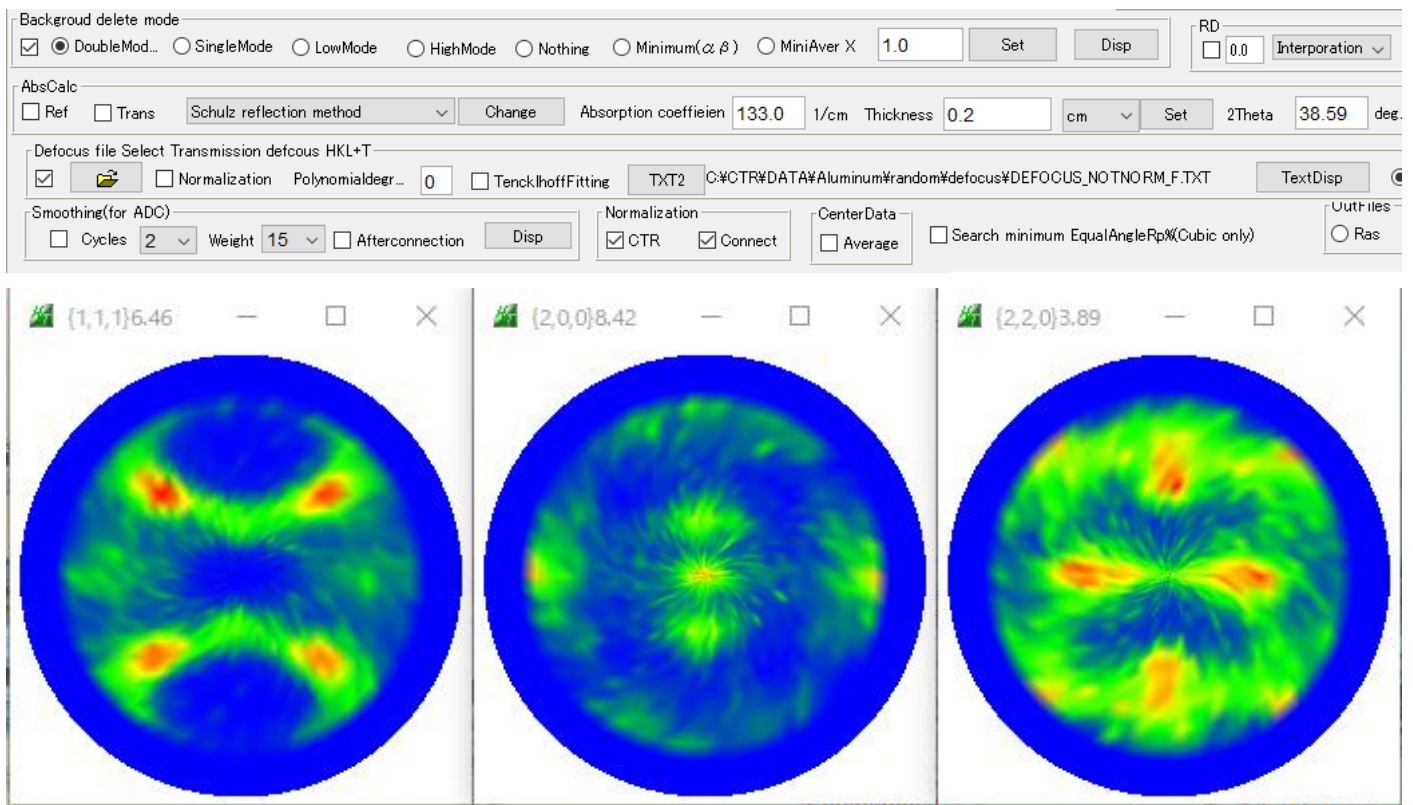 Backgroud delete mode
DoubleMod... SingleMode LowMode HighMode Nothing Minimum(αβ) MiniAver X 1.0 Set Disp
RD
0.0 Interporation
AbsCalc
Ref Trans Schulz reflection method Change Absorption coeffieien 133.0 1/cm Thickness 0.2 cm Set 2Theta 38.59 deg.
Defocus file Select Transmission defcous HKL+T
Normalization Polynomialdegr... 0 TencklhoffFitting TXT2 C:¥CTR¥DATA¥Aluminum¥random¥defocus¥DEFOCUS_NOTNORM_F.TXT TextDisp
Smoothing(for ADC)
Cycles 2 Weight 15 Afterconnection Disp
Normalization
CTR Connect
CenterData
Average
Search minimum EqualAngleRp%(Cubic only)
OutFiles
Ras
{1,1,1}6.46
{2,0,0}8.42
{2,2,0}3.89